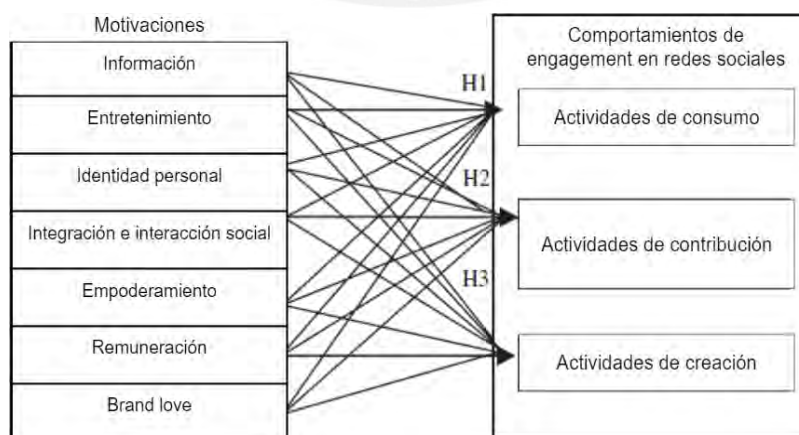 Motivaciones
Información
Entretenimiento
Identidad personal
Integración e interacción social
Empoderamiento
Remuneración
Brand love
H1
H2
H3
Comportamientos de
engagement en redes sociales
Actividades de consumo
Actividades de contribución
Actividades de creación